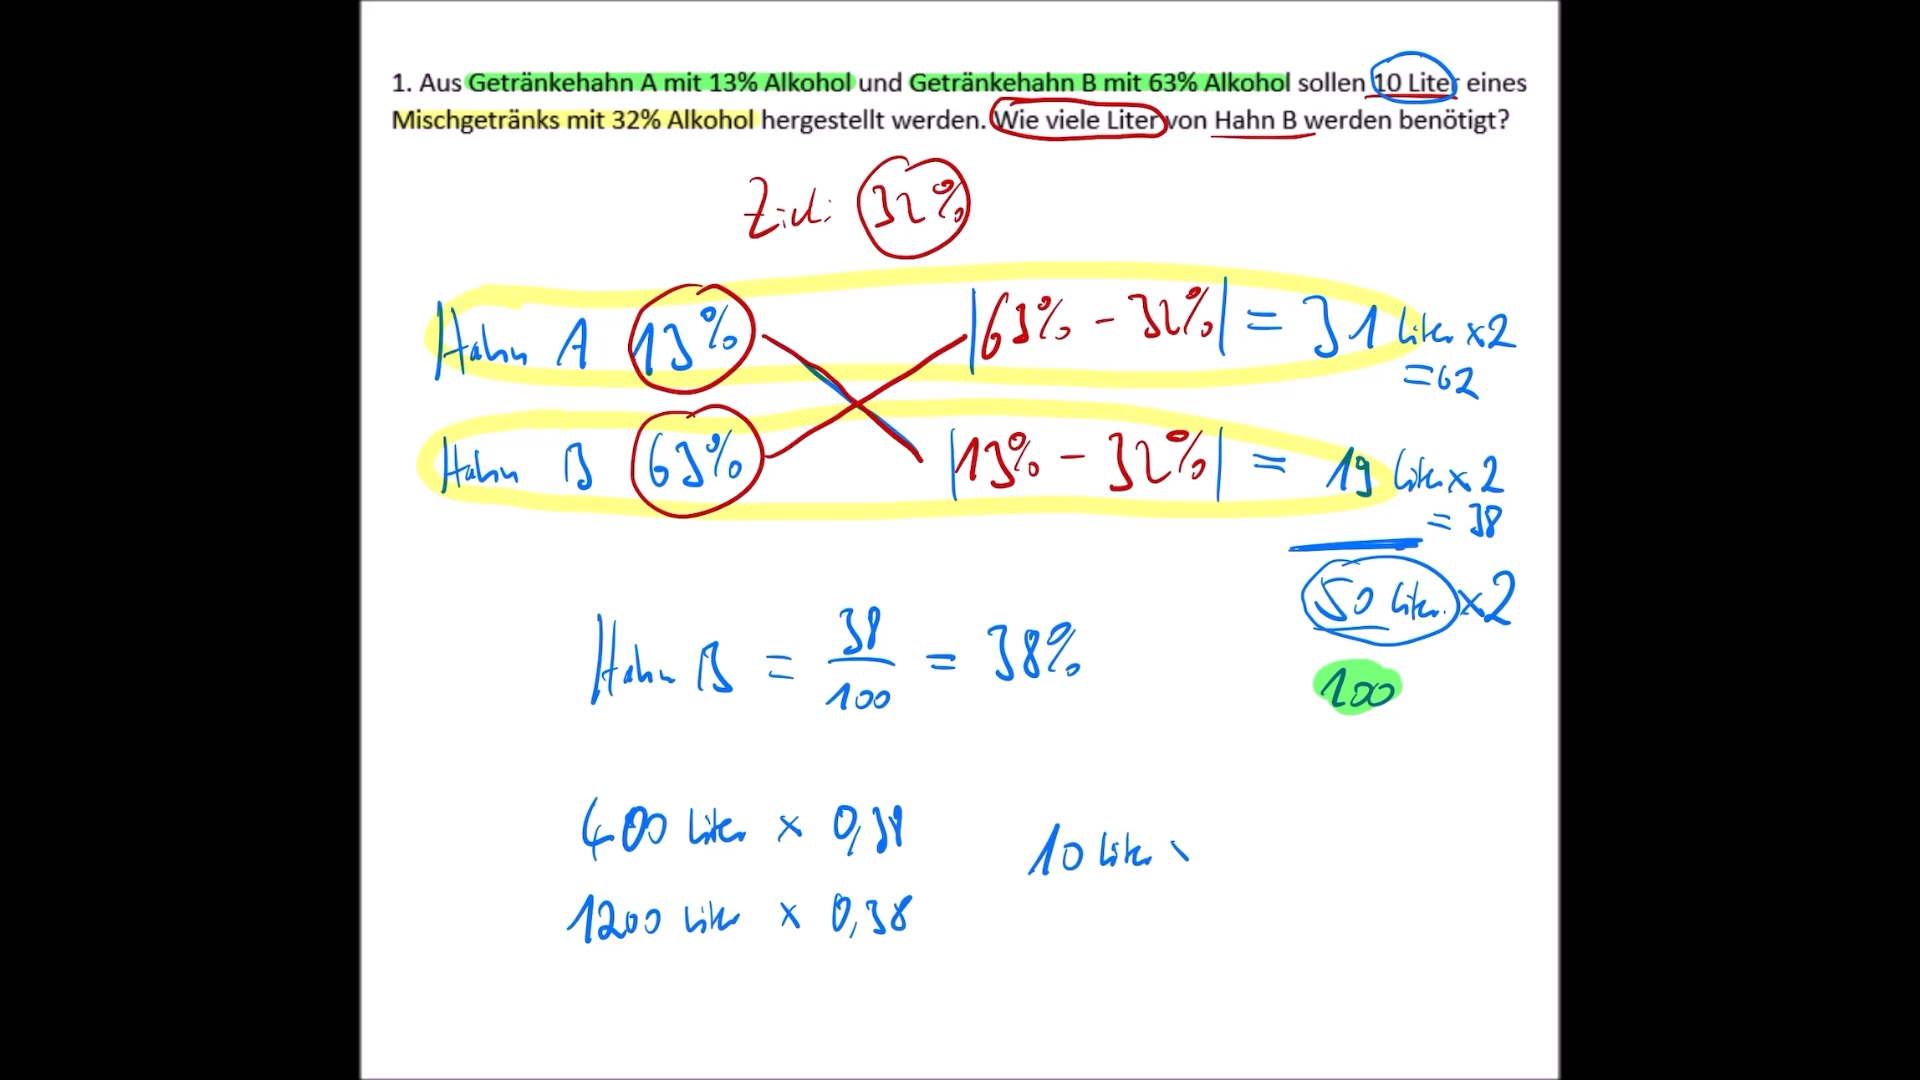 1. Aus Getränkehahn A mit 13% Alkohol und Getränkehahn B mit 63% Alkohol sollen 10 Liter eines
Mischgetränks mit 32% Alkohol hergestellt werden. Wie viele Liter von Hahn B werden benötigt?
Ziel: 32%
Hahn A 13% |63% - 32%| = 31 Liter x2
= 62
Hahn B 63% |13% - 32%| = 19 Liter x 2
= 38
50 Liter x2
100
Hahn B = 38/100 = 38%
400 Liter x 0,38
10 Liter
1200 Liter x 0,38